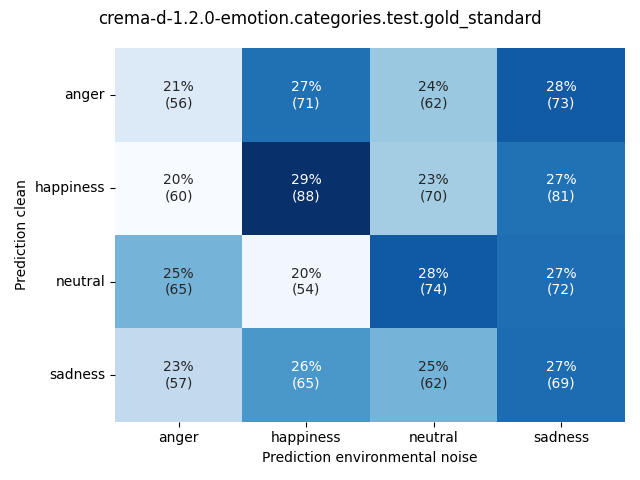 crema-d-1.2.0-emotion.categories.test.gold_standard
Prediction clean
anger
21% 27% 24% 28%
(56) (71) (62) (73)
happiness
20% 29% 23% 27%
(60) (88) (70) (81)
neutral
25% 20% 28% 27%
(65) (54) (74) (72)
sadness
23% 26% 25% 27%
(57) (65) (62) (69)
anger happiness neutral sadness
Prediction environmental noise